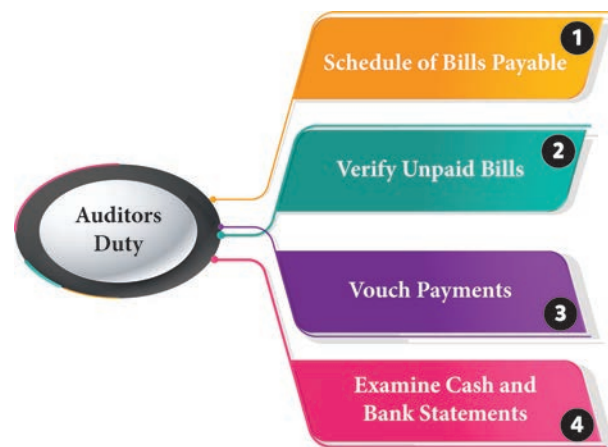 Auditors
Duty
1
Schedule of Bills Payable
2
Verify Unpaid Bills
Vouch Payments
3
Examine Cash and
Bank Statements
4